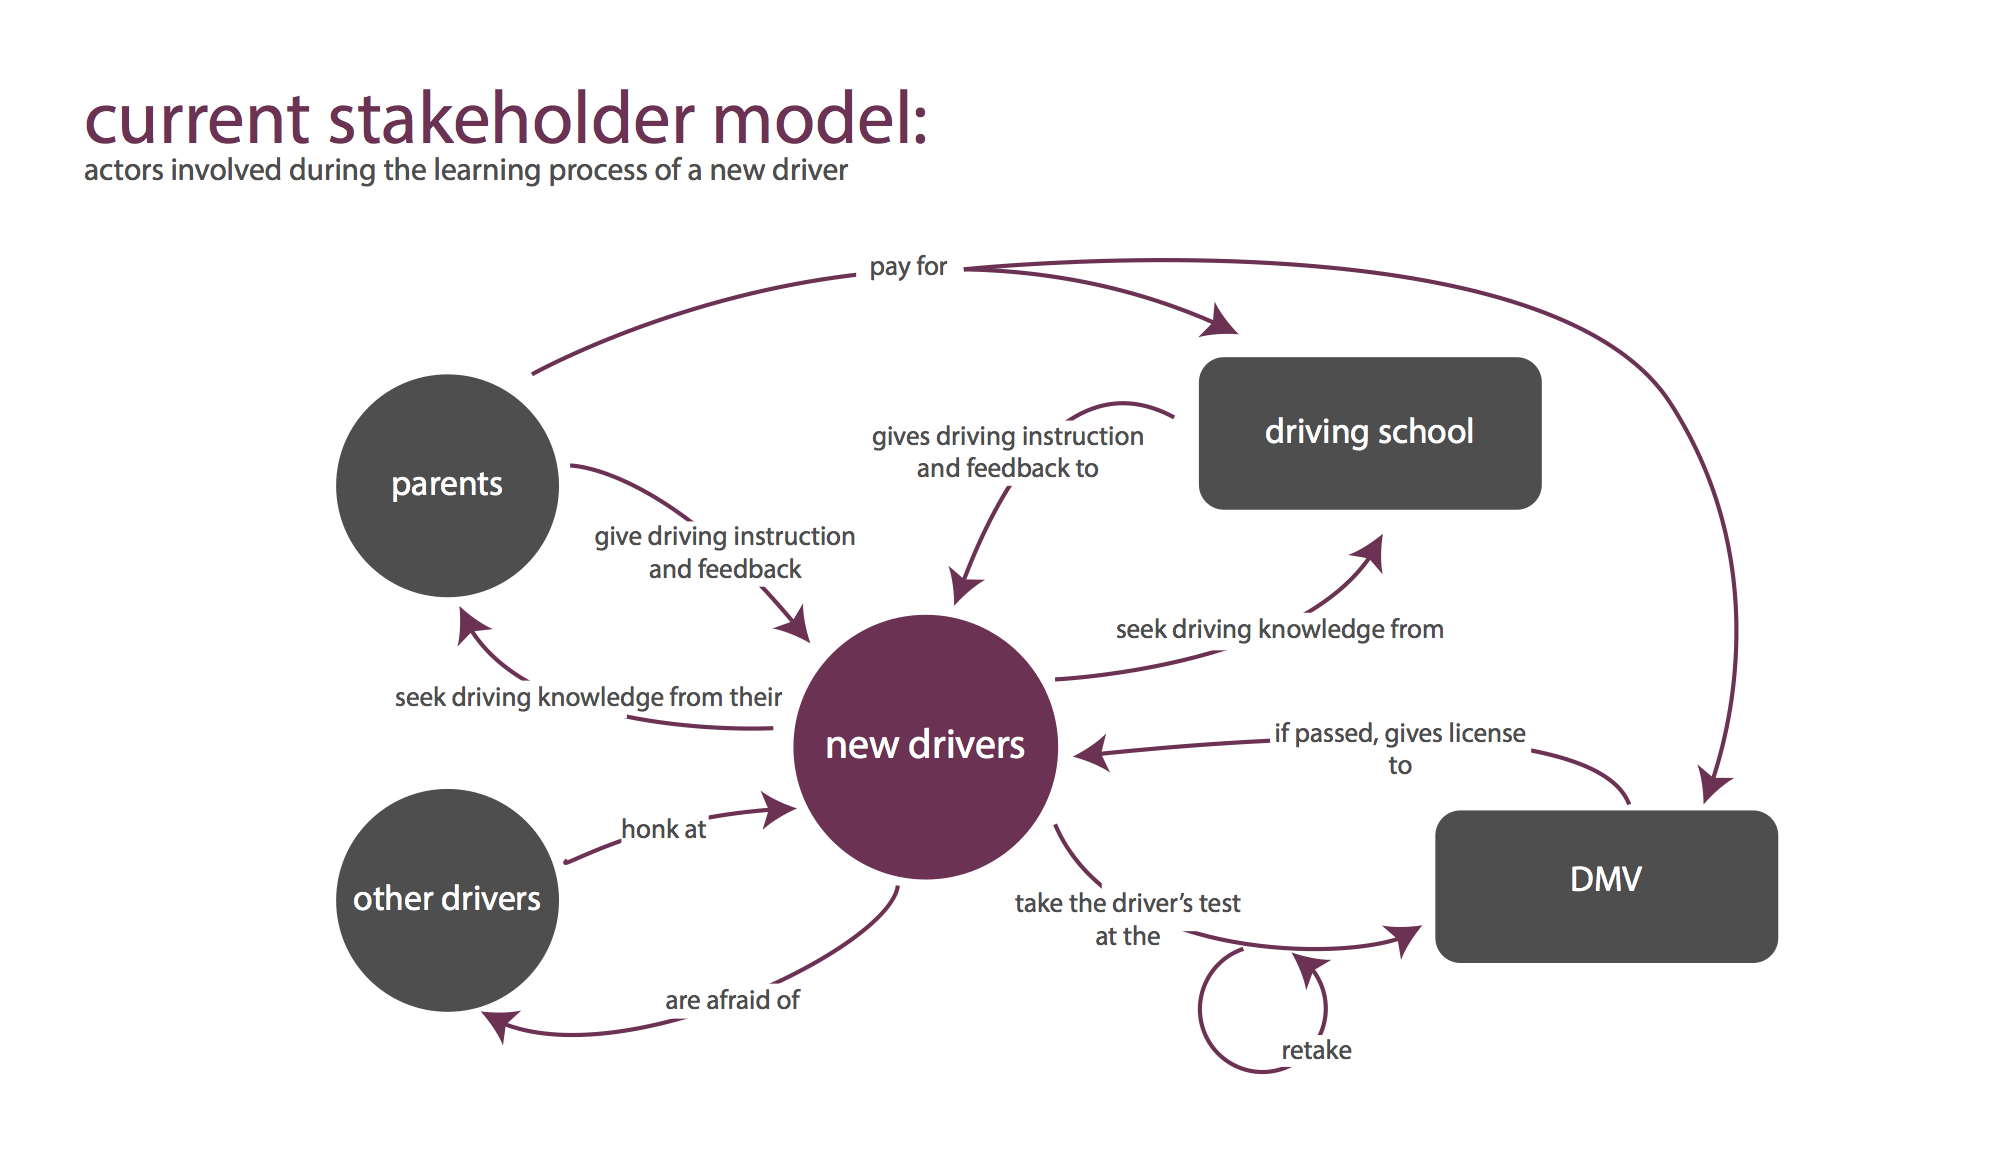 current stakeholder model:
actors involved during the learning process of a new driver
pay for
driving school
gives driving instruction
and feedback to
parents
give driving instruction
and feedback
seek driving knowledge from
seek driving knowledge from their
new drivers
if passed, gives license
to
honk at
other drivers
DMV
take the driver’s test
at the
are afraid of
retake